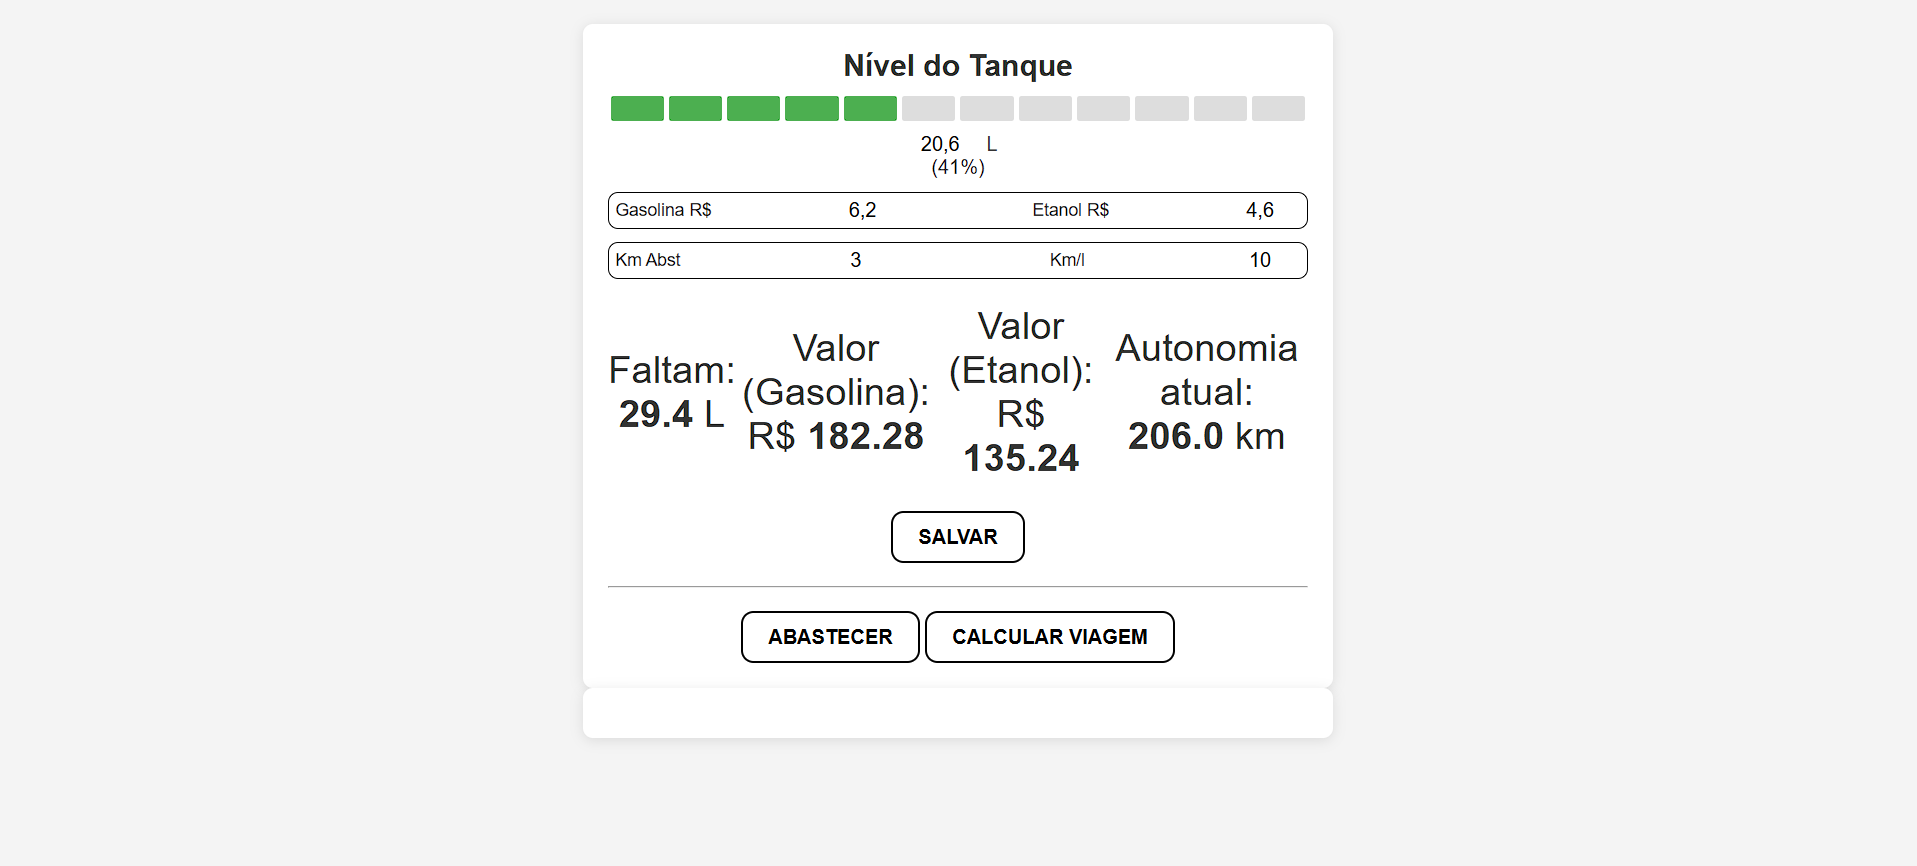 Nível do Tanque
20,6 L
(41%)
Gasolina R$ 6,2 Etanol R$ 4,6
Km Abst 3 Km/l 10
Faltam:
29.4 L
Valor
(Gasolina):
R$ 182.28
Valor
(Etanol):
R$
135.24
Autonomia
atual:
206.0 km
SALVAR
ABASTECER CALCULAR VIAGEM